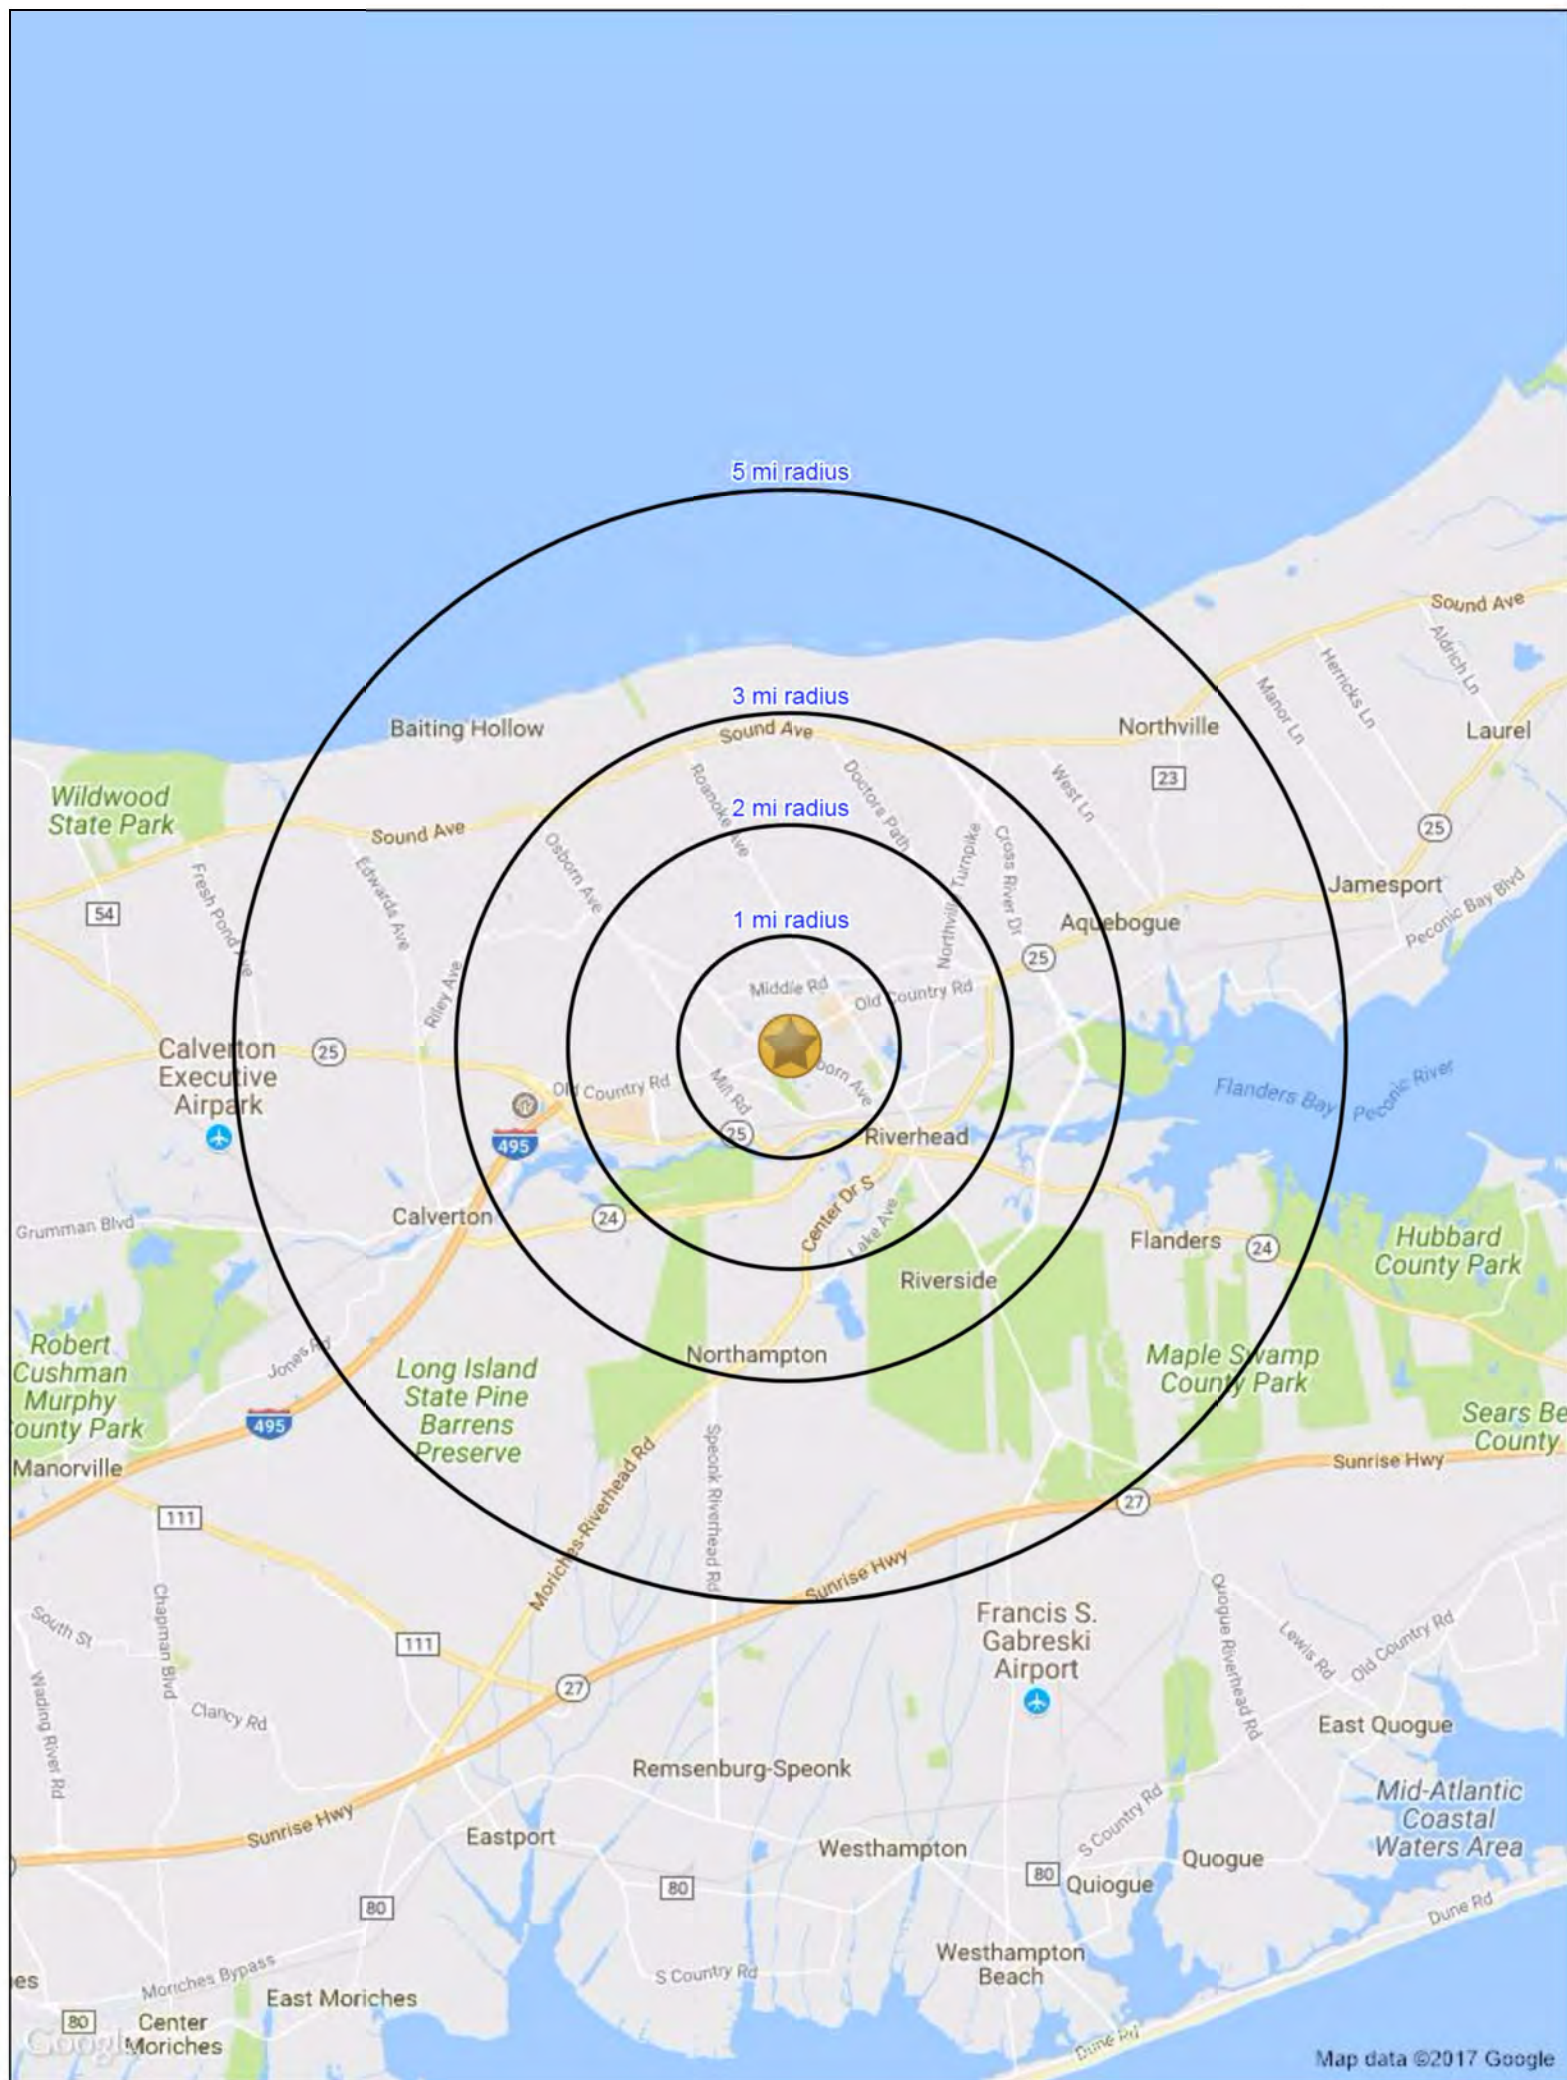 5 mi radius
Sound Ave
Aldrich Ln
Herricks Ln
Manor Ln
3 mi radius
Baiting Hollow
Sound Ave
Northville
Laurel
23
West Ln
Doctors Path
Roanoke Ave
Wildwood
State Park
2 mi radius
Sound Ave
25
Osborn Ave
Cross River Dr
Edwards Ave
Fresh Pond Ave
Jamesport
54
1 mi radius
Aquebogue
Peconic Bay Blvd
25
Riley Ave
Middle Rd
Old Country Rd
Calverton
Executive
Airpark
25
Old Country Rd
Mill Rd
Flanders Bay
Peconic River
495
25
Riverhead
Center Dr S
Lake Ave
Calverton
24
Grumman Blvd
Flanders
24
Hubbard
County Park
Riverside
Robert
Cushman
Murphy
ounty Park
Jones Rd
Northampton
Long Island
State Pine
Barrens
Preserve
Maple Swamp
County Park
495
Sears Be
County
Manorville
Sunrise Hwy
Moriches-Riverhead Rd
Speonk Riverhead Rd
27
111
Sunrise Hwy
Chapman Blvd
South St
Francis S.
Gabreski
Airport
Quogue Riverhead Rd
Lewis Rd
Old Country Rd
111
27
Wading River Rd
Clancy Rd
East Quogue
Remsenburg-Speonk
Mid-Atlantic
Coastal
Waters Area
Sunrise Hwy
Eastport
Westhampton
S Country Rd
Quogue
80
80
Quiogue
80
Dune Rd
Westhampton
Beach
S Country Rd
Moriches Bypass
es
East Moriches
80
Center
Moriches
Google
Dune Rd
Map data ©2017 Google